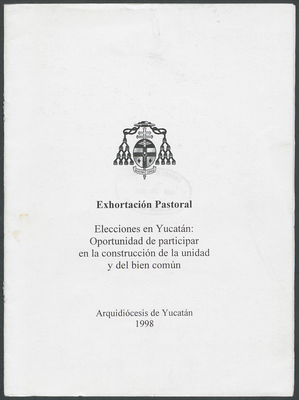 Exhortación Pastoral
Elecciones en Yucatán:
Oportunidad de participar
en la construcción de la unidad
y del bien común
Arquidiócesis de Yucatán
1998